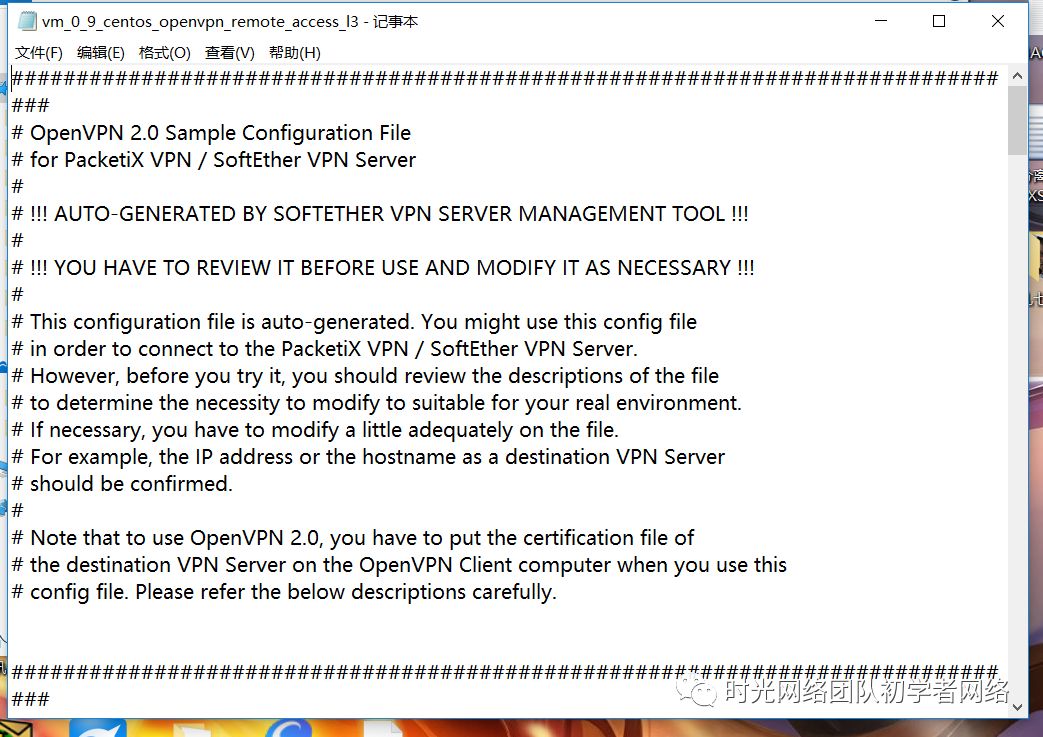 vm_0_9_centos_openvpn_remote_access_l3 - 记事本
文件(F) 编辑(E) 格式(O) 查看(V) 帮助(H)
#############################################################################
###
# OpenVPN 2.0 Sample Configuration File
# for PacketiX VPN / SoftEther VPN Server
#
# !!! AUTO-GENERATED BY SOFTETHER VPN SERVER MANAGEMENT TOOL !!!
#
# !!! YOU HAVE TO REVIEW IT BEFORE USE AND MODIFY IT AS NECESSARY !!!
#
# This configuration file is auto-generated. You might use this config file
# in order to connect to the PacketiX VPN / SoftEther VPN Server.
# However, before you try it, you should review the descriptions of the file
# to determine the necessity to modify to suitable for your real environment.
# If necessary, you have to modify a little adequately on the file.
# For example, the IP address or the hostname as a destination VPN Server
# should be confirmed.
#
# Note that to use OpenVPN 2.0, you have to put the certification file of
# the destination VPN Server on the OpenVPN Client computer when you use this
# config file. Please refer the below descriptions carefully.
#############################################################################
###
时光网络团队初学者网络